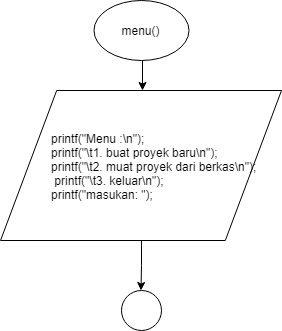 menu()
printf("Menu :\n");
printf("\t1. buat proyek baru\n");
printf("\t2. muat proyek dari berkas\n");
printf("\t3. keluar\n");
printf("masukan: ");